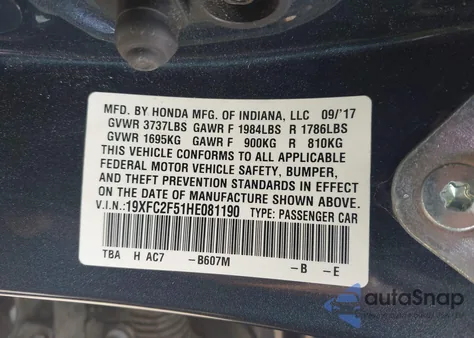 MFD. BY HONDA MFG. OF INDIANA, LLC 09/'17
GVWR 3737LBS GAWR F 1984LBS R 1786LBS
GVWR 1695KG GAWR F 900KG R 810KG
THIS VEHICLE CONFORMS TO ALL APPLICABLE
FEDERAL MOTOR VEHICLE SAFETY, BUMPER,
AND THEFT PREVENTION STANDARDS IN EFFECT
ON THE DATE OF MANUFACTURE SHOWN ABOVE.
V.I.N.: 19XFC2F51HE081190 TYPE: PASSENGER CAR
TBA H AC7 -B607M -B -E
autoSnap